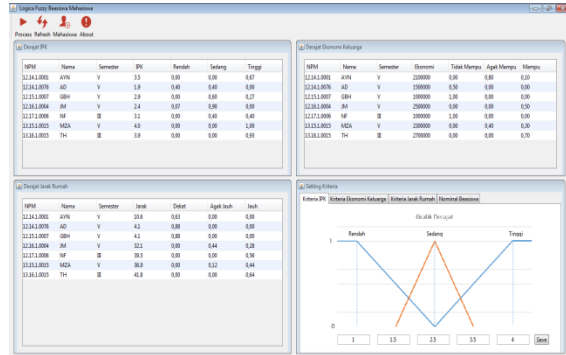 Logica Fuzzy Beasiswa Mahasiswa
Process Refresh Mahasiswa About
Derajat IPK
NPM Nama Semester IPK Rendah Sedang Tinggi
12.14.1.0001 AYN V 3.5 0,00 0,00 0,67
12.14.1.0076 AD V 1.9 0,40 0,40 0,00
12.15.1.0007 GBH V 2.9 0,00 0,60 0,27
12.16.1.0004 JM V 2.4 0,07 0,90 0,00
12.17.1.0006 NF III 3.1 0,00 0,40 0,40
13.15.1.0015 MZA V 4.0 0,00 0,00 1,00
13.16.1.0015 TH III 3.9 0,00 0,00 0,93
Derajat Ekonomi Keluarga
NPM Nama Semester Ekonomi Tidak Mampu Agak Mampu Mampu
12.14.1.0001 AYN V 2100000 0,00 0,80 0,10
12.14.1.0076 AD V 1500000 0,50 0,00 0,00
12.15.1.0007 GBH V 1000000 1,00 0,00 0,00
12.16.1.0004 JM V 2500000 0,00 0,00 0,50
12.17.1.0006 NF III 1000000 1,00 0,00 0,00
13.15.1.0015 MZA V 2300000 0,00 0,40 0,30
13.16.1.0015 TH III 2700000 0,00 0,00 0,70
Derajat Jarak Rumah
NPM Nama Semester Jarak Dekat Agak Jauh Jauh
12.14.1.0001 AYN V 10.6 0,63 0,00 0,00
12.14.1.0076 AD V 4.1 0,88 0,00 0,00
12.15.1.0007 GBH V 4.1 0,88 0,00 0,00
12.16.1.0004 JM V 32.1 0,00 0,44 0,28
12.17.1.0006 NF III 39.5 0,00 0,00 0,56
13.15.1.0015 MZA V 36.0 0,00 0,12 0,44
13.16.1.0015 TH III 41.8 0,00 0,00 0,64
Setting Kriteria
Kriteria IPK Kriteria Ekonomi Keluarga Kriteria Jarak Rumah Nominal Beasiswa
Grafik Derajat
Rendah Sedang Tinggi
1
0
1 1.5 2.5 3.5 4 Save